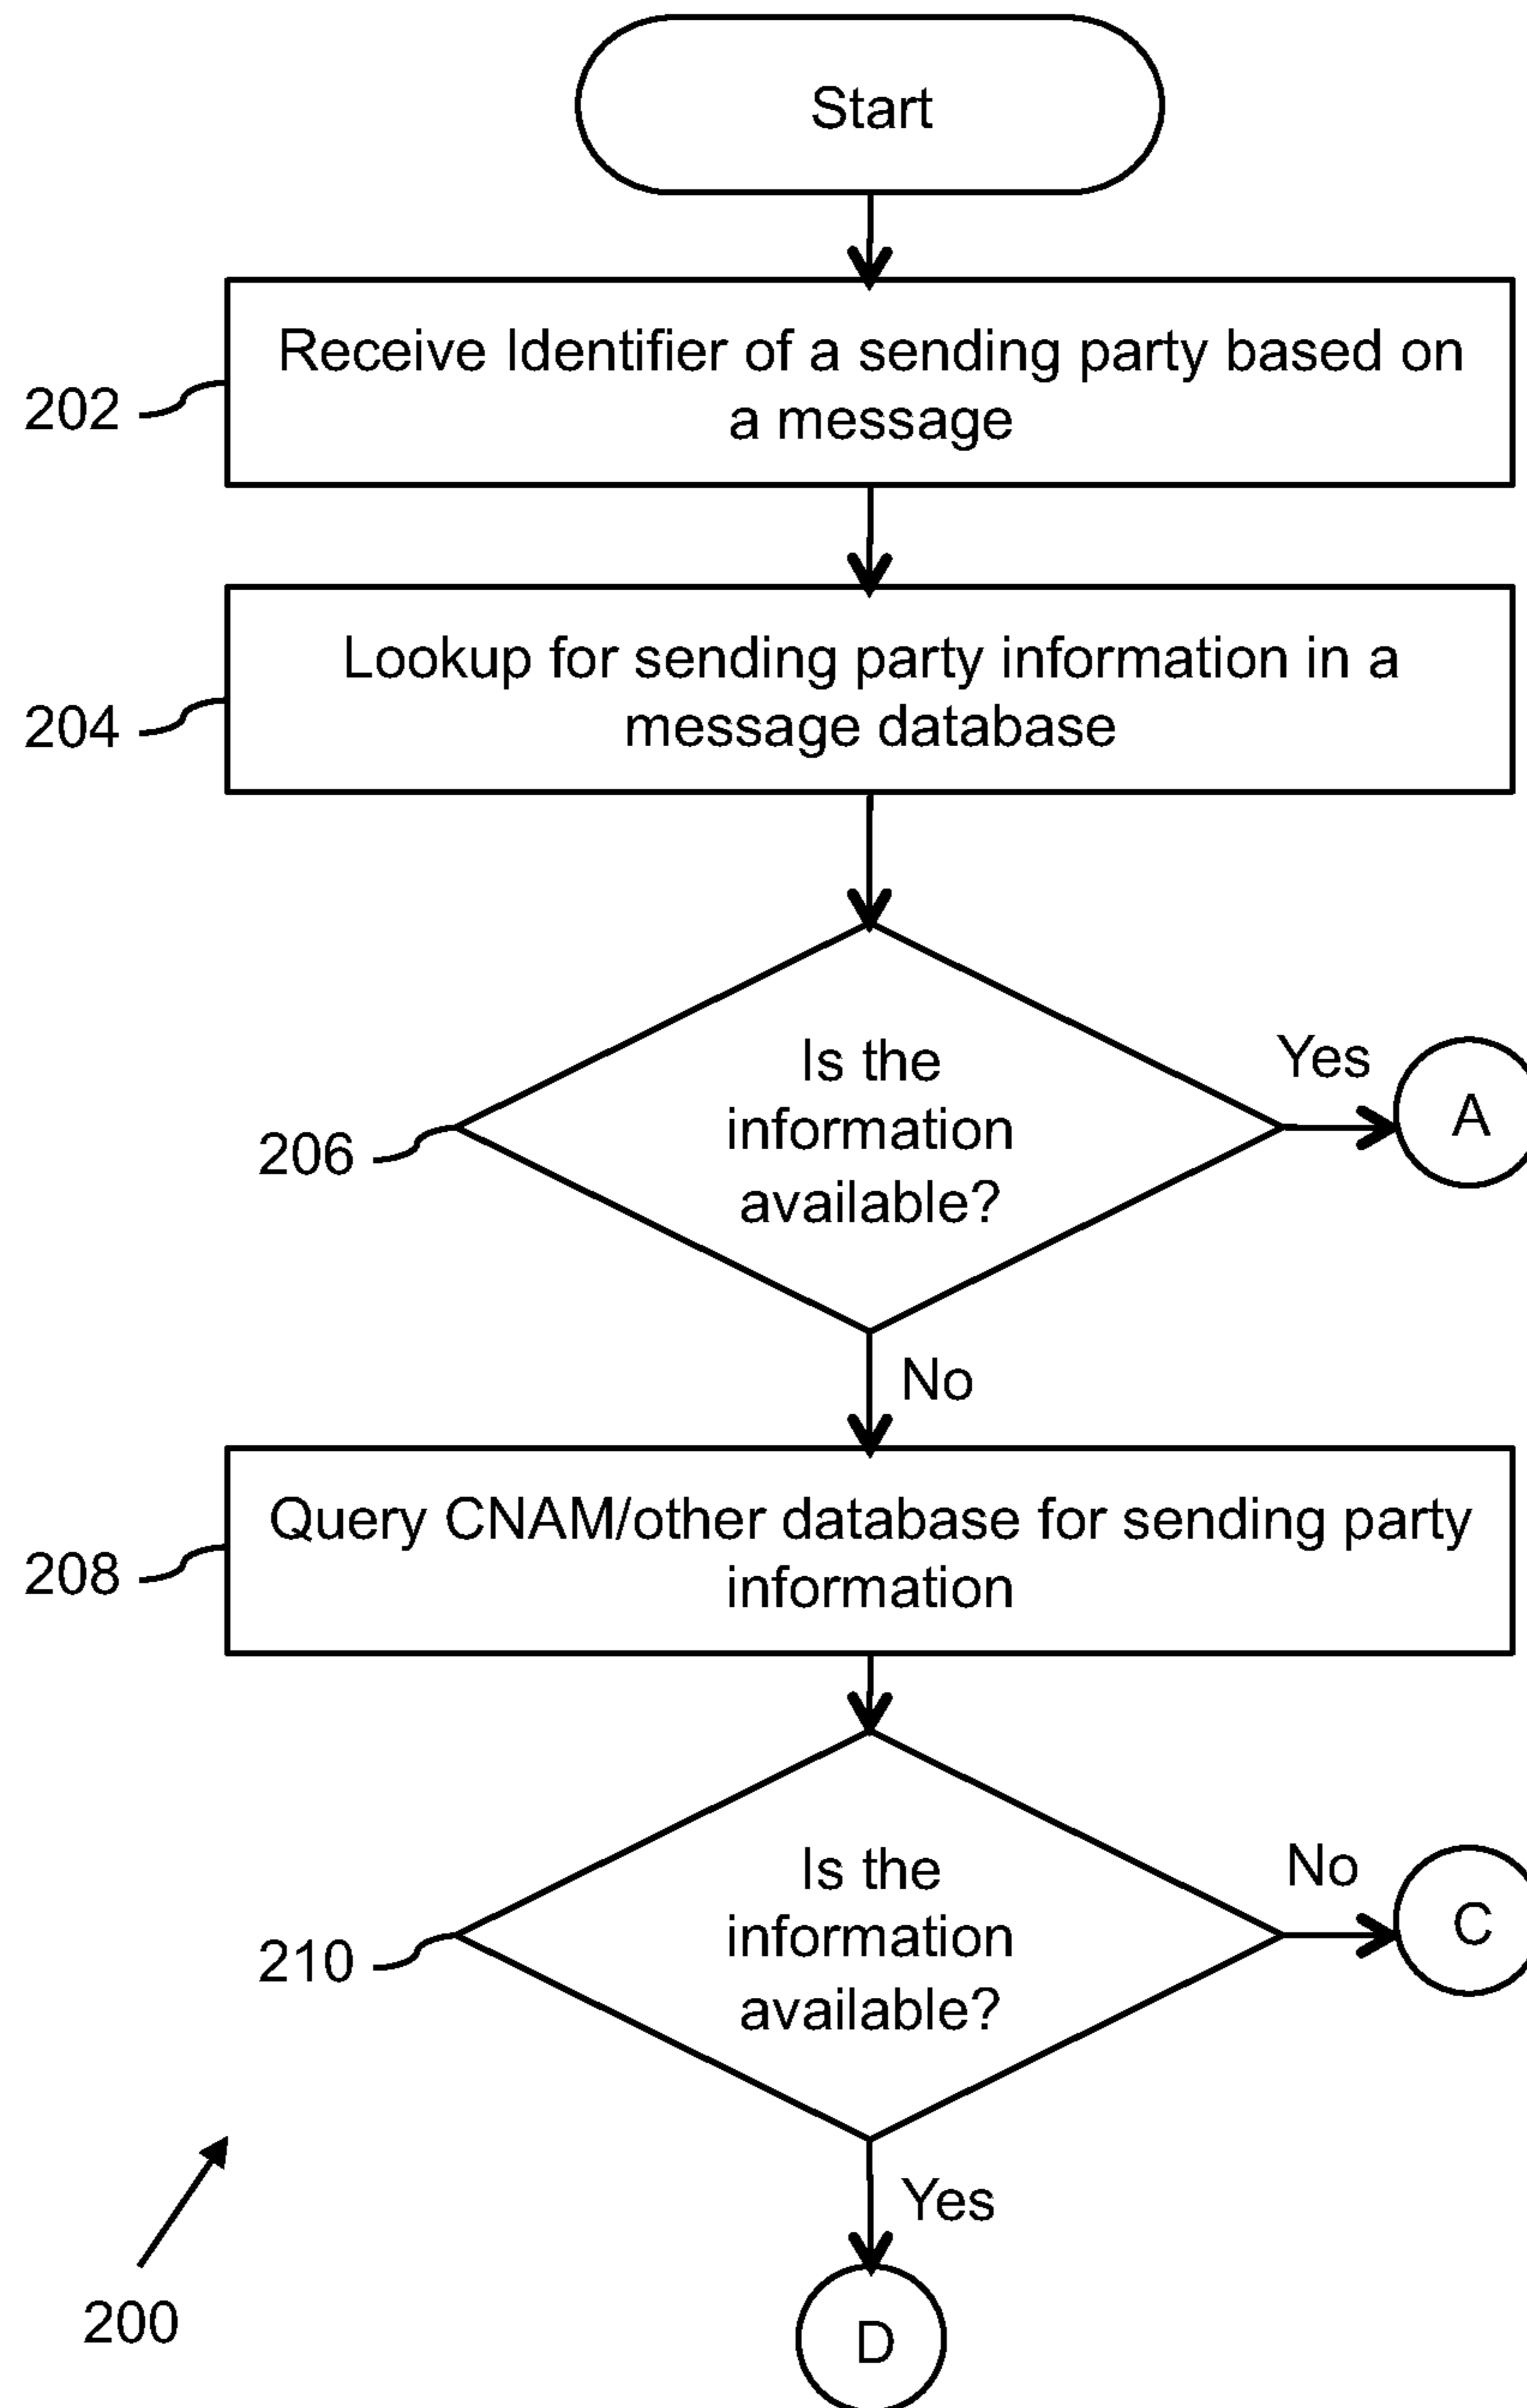 Start
Receive Identifier of a sending party based on
a message
202
Lookup for sending party information in a
message database
204
Is the
information
available?
Yes
A
206
No
Query CNAM/other database for sending party
information
208
Is the
information
available?
No
C
210
Yes
D
200